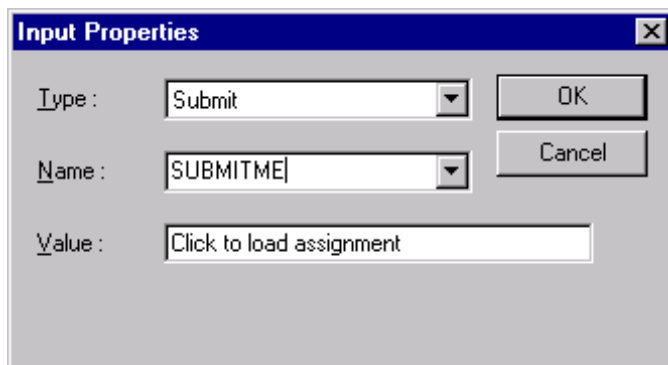 Input Properties
Type : Submit OK
Cancel
Name : SUBMITME
Value : Click to load assignment